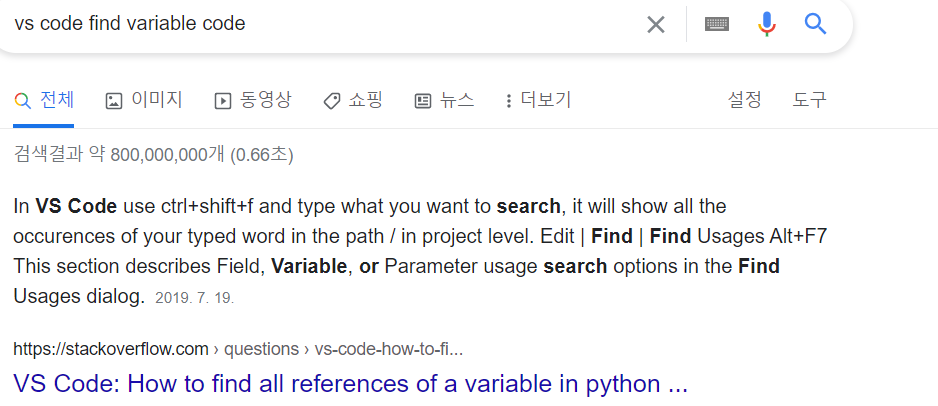 vs code find variable code
전체 이미지 동영상 쇼핑 뉴스 더보기 설정 도구
검색결과 약 800,000,000개 (0.66초)
In VS Code use ctrl+shift+f and type what you want to search, it will show all the
occurences of your typed word in the path / in project level. Edit | Find | Find Usages Alt+F7
This section describes Field, Variable, or Parameter usage search options in the Find
Usages dialog. 2019. 7. 19.
https://stackoverflow.com › questions › vs-code-how-to-fi...
VS Code: How to find all references of a variable in python ...